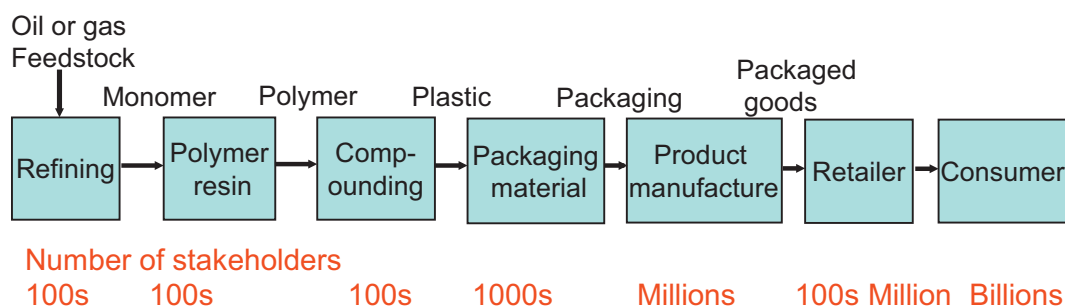 Oil or gas
Feedstock
Monomer Polymer Plastic Packaging Packaged
goods
Refining
Polymer
resin
Comp-
ounding
Packaging
material
Product
manufacture
Retailer
Consumer
Number of stakeholders
100s 100s 100s 1000s Millions 100s Million Billions